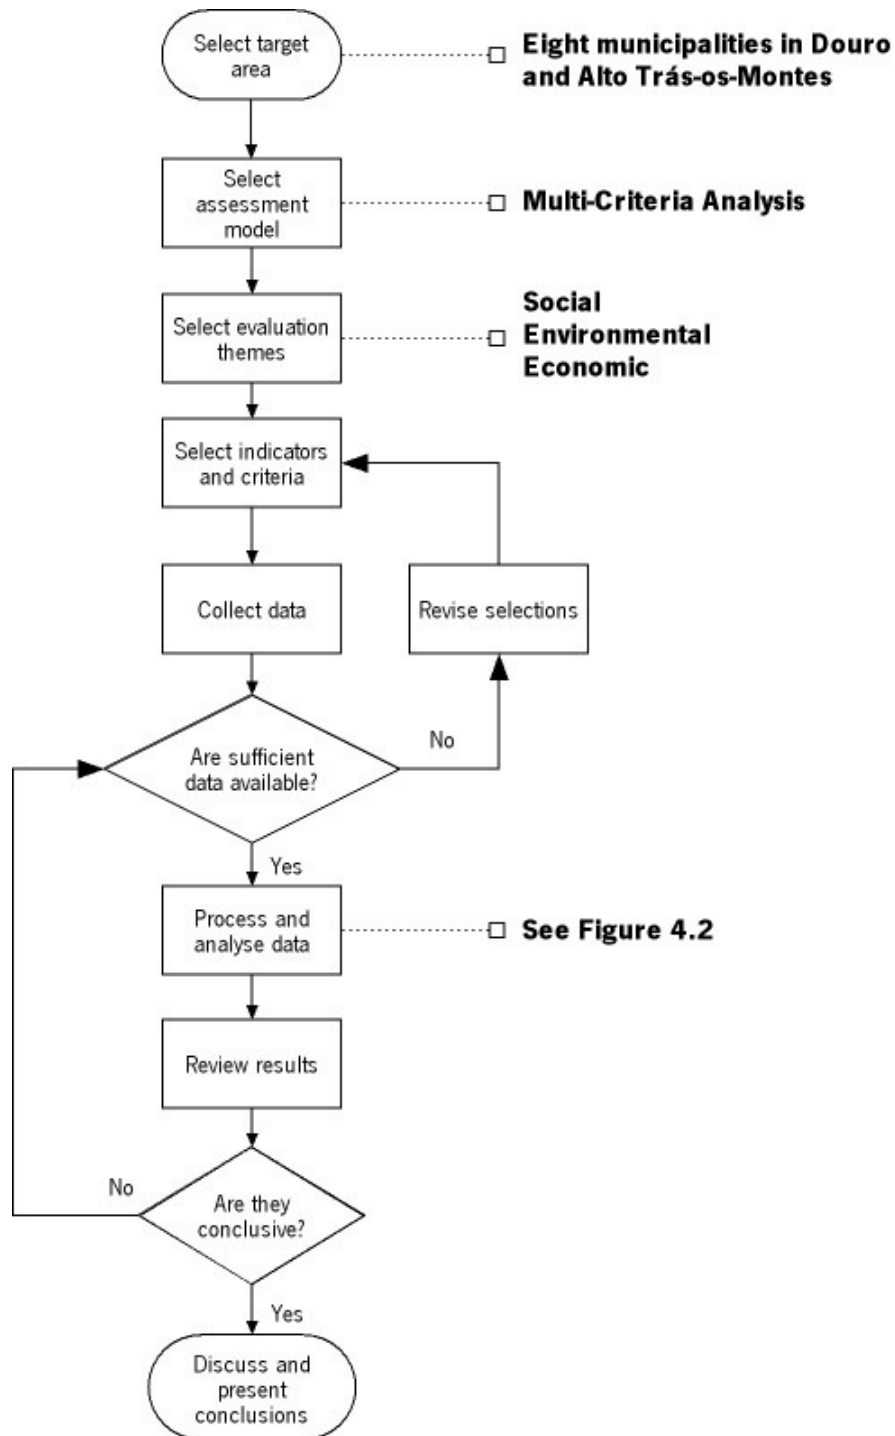 Select target
area
Eight municipalities in Douro
and Alto Trás-os-Montes
Select
assessment
model
Multi-Criteria Analysis
Select evaluation
themes
Social
Environmental
Economic
Select indicators
and criteria
Collect data
Revise selections
Are sufficient
data available?
No
Yes
Process and
analyse data
See Figure 4.2
Review results
Are they
conclusive?
No
Yes
Discuss and
present
conclusions